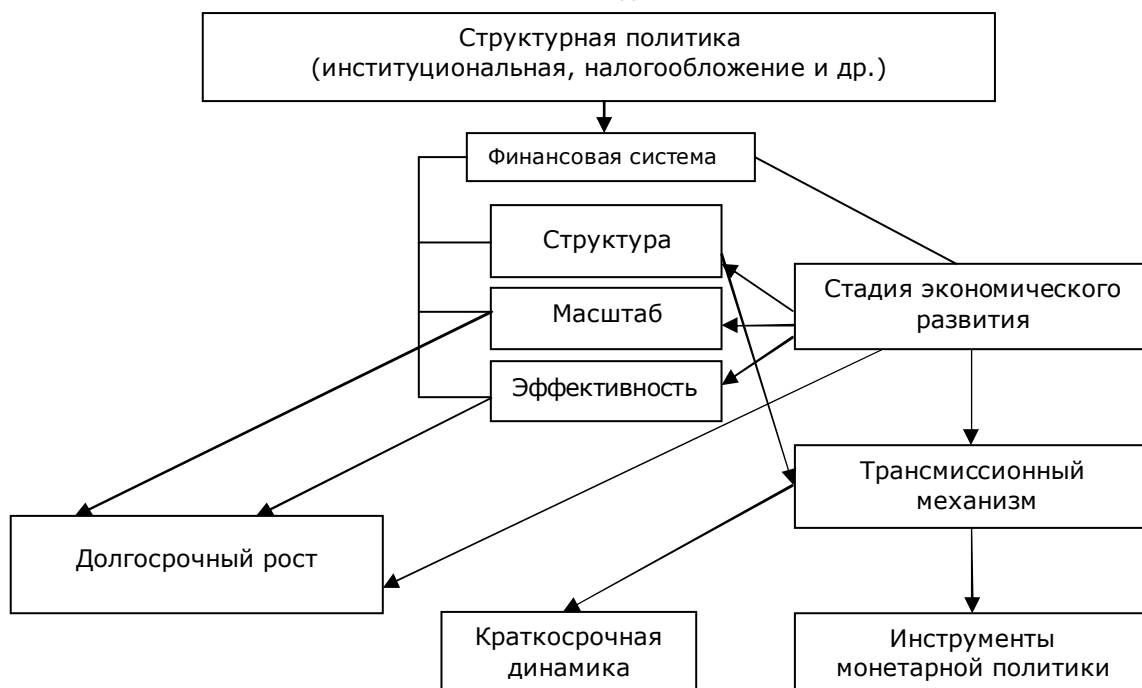 Структурная политика
(институциональная, налогообложение и др.)
Финансовая система
Структура
Стадия экономического
развития
Масштаб
Эффективность
Трансмиссионный
механизм
Долгосрочный рост
Краткосрочная
динамика
Инструменты
монетарной политики